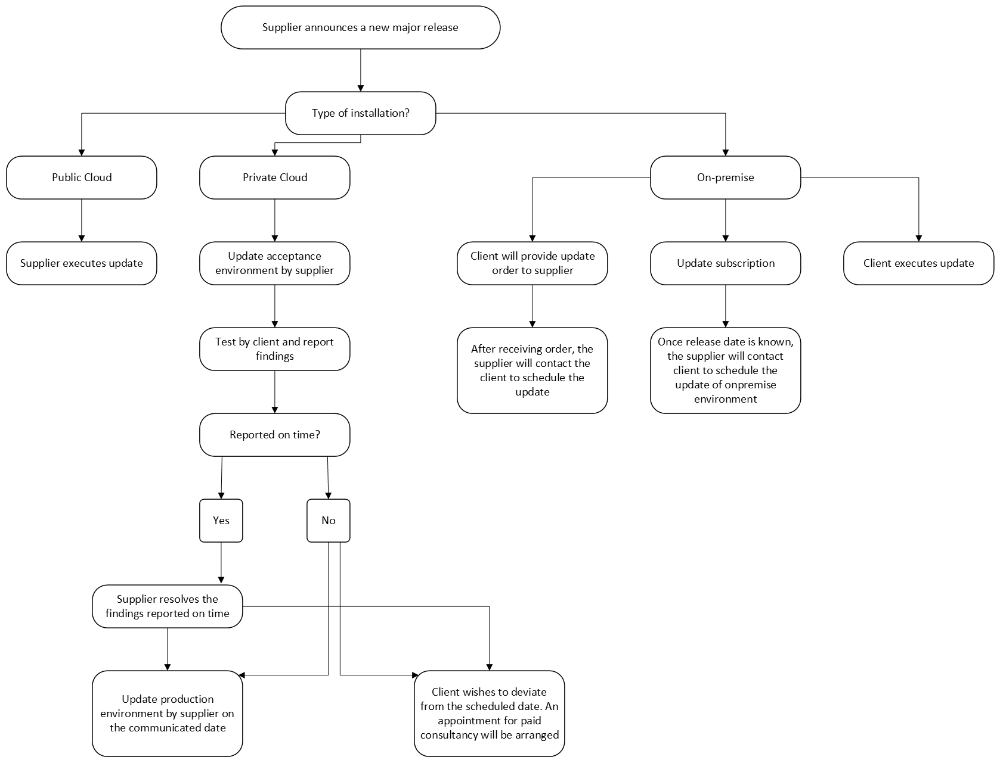 Supplier announces a new major release
Type of installation?
Public Cloud
Private Cloud
On-premise
Supplier executes update
Update acceptance
environment by supplier
Client will provide update
order to supplier
Update subscription
Client executes update
Test by client and report
findings
After receiving order, the
supplier will contact the
client to schedule the
update
Once release date is known,
the supplier will contact
client to schedule the
update of onpremise
environment
Reported on time?
Yes
No
Supplier resolves the
findings reported on time
Update production
environment by supplier on
the communicated date
Client wishes to deviate
from the scheduled date. An
appointment for paid
consultancy will be arranged